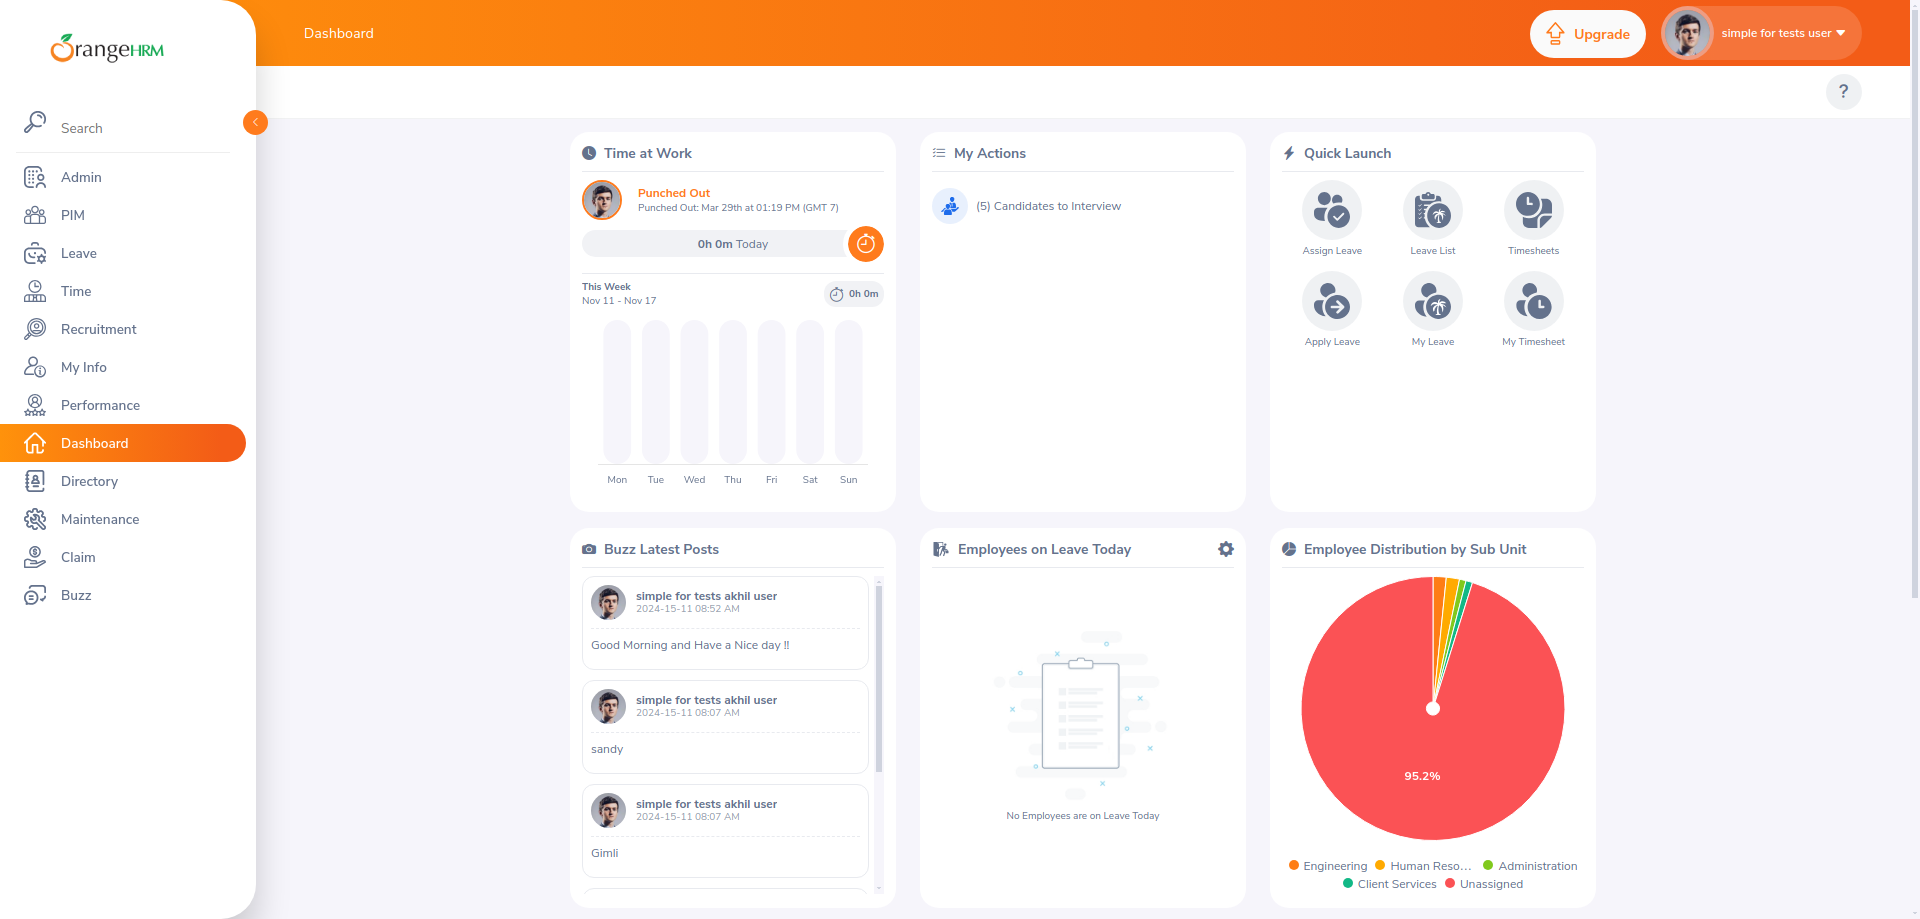 OrangeHRM
Dashboard
Upgrade
simple for tests user
?
Search
Admin
PIM
Leave
Time
Recruitment
My Info
Performance
Dashboard
Directory
Maintenance
Claim
Buzz
Time at Work
Punched Out
Punched Out: Mar 29th at 01:19 PM (GMT 7)
0h 0m Today
This Week
Nov 11 - Nov 17
0h 0m
Mon Tue Wed Thu Fri Sat Sun
My Actions
(5) Candidates to Interview
Quick Launch
Assign Leave Leave List Timesheets
Apply Leave My Leave My Timesheet
Buzz Latest Posts
simple for tests akhil user
2024-15-11 08:52 AM
Good Morning and Have a Nice day !!
simple for tests akhil user
2024-15-11 08:07 AM
sandy
simple for tests akhil user
2024-15-11 08:07 AM
Gimli
Employees on Leave Today
No Employees are on Leave Today
Employee Distribution by Sub Unit
95.2%
Engineering Human Reso... Administration
Client Services Unassigned